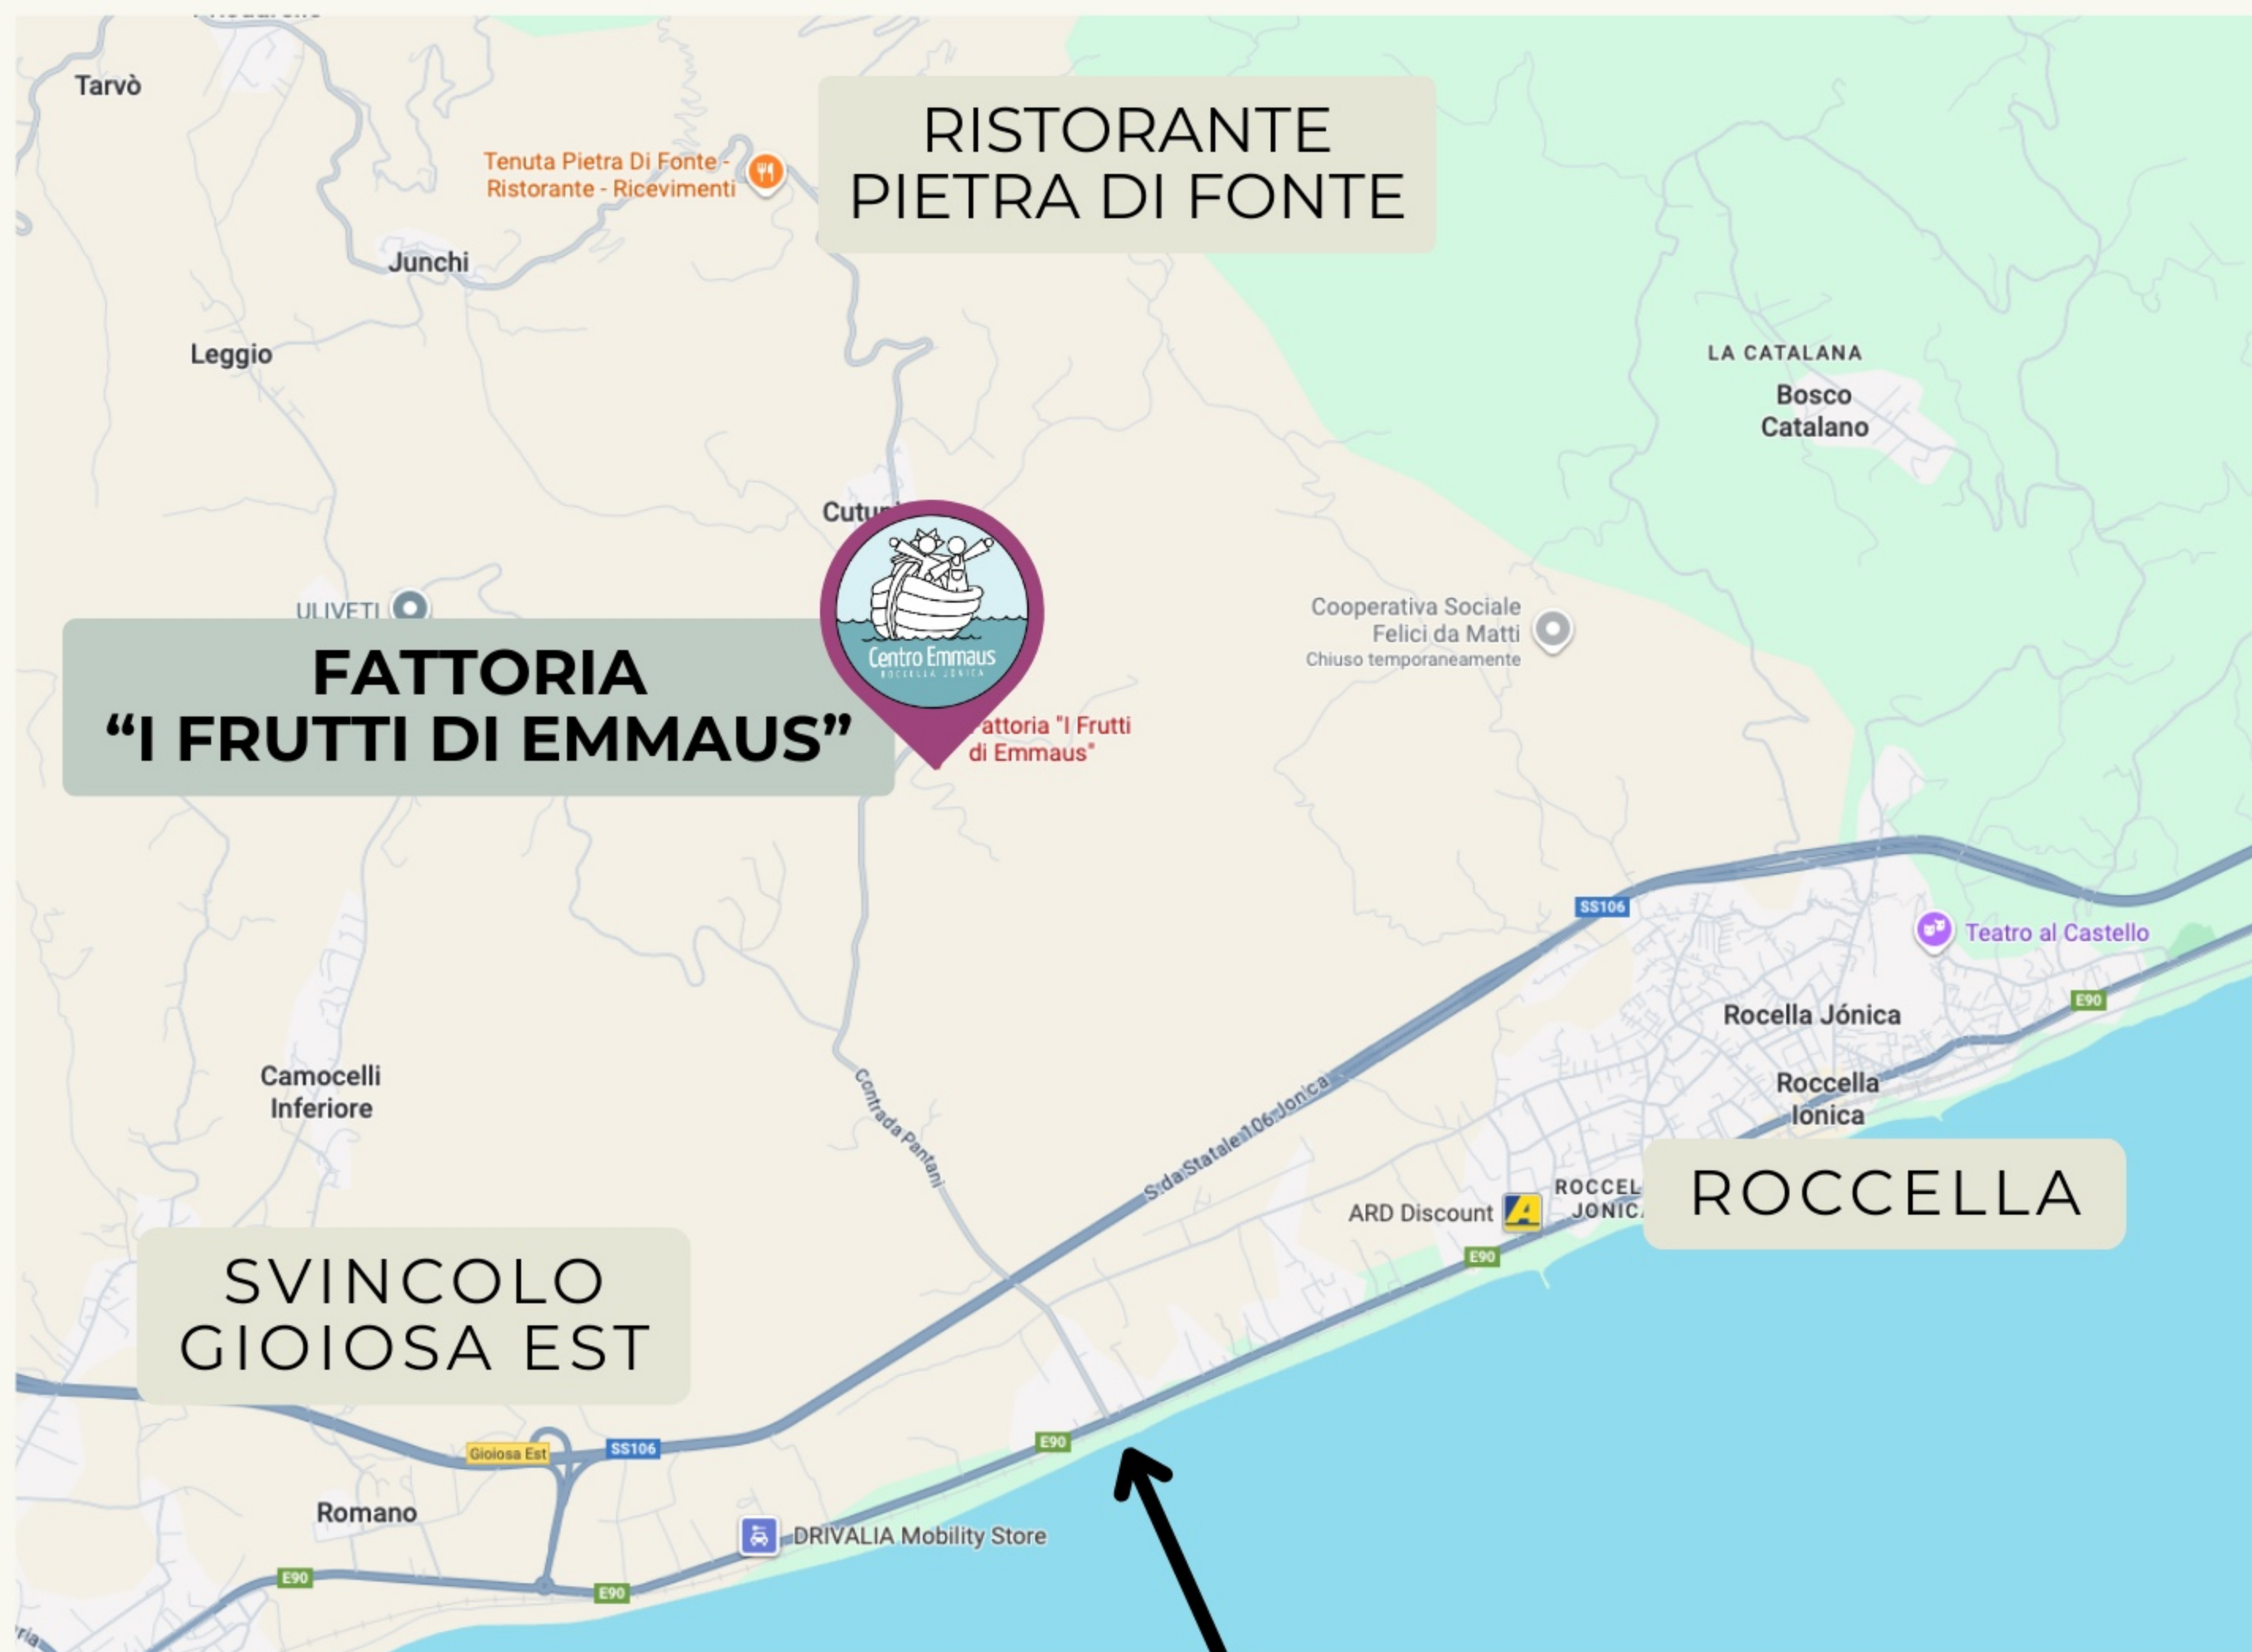 Tarvò
RISTORANTE
PIETRA DI FONTE
Tenuta Pietra Di Fonte -
Ristorante - Ricevimenti
Junchi
Leggio
LA CATALANA
Bosco
Catalano
ULIVETI
Centro Emmaus
ROCCELLA JONICA
Cooperativa Sociale
Felici da Matti
Chiuso temporaneamente
FATTORIA
“I FRUTTI DI EMMAUS”
attoria "I Frutti
di Emmaus"
SS106
Teatro al Castello
E90
Rocella Jónica
Roccella
Ionica
Camocelli
Inferiore
Contrada Pantani
S.da Statale 106 Jonica
ROCCEL
JONIC
ARD Discount
ROCCELLA
E90
SVINCOLO
GIOIOSA EST
E90
Gioiosa Est
SS106
Romano
DRIVALIA Mobility Store
E90
E90